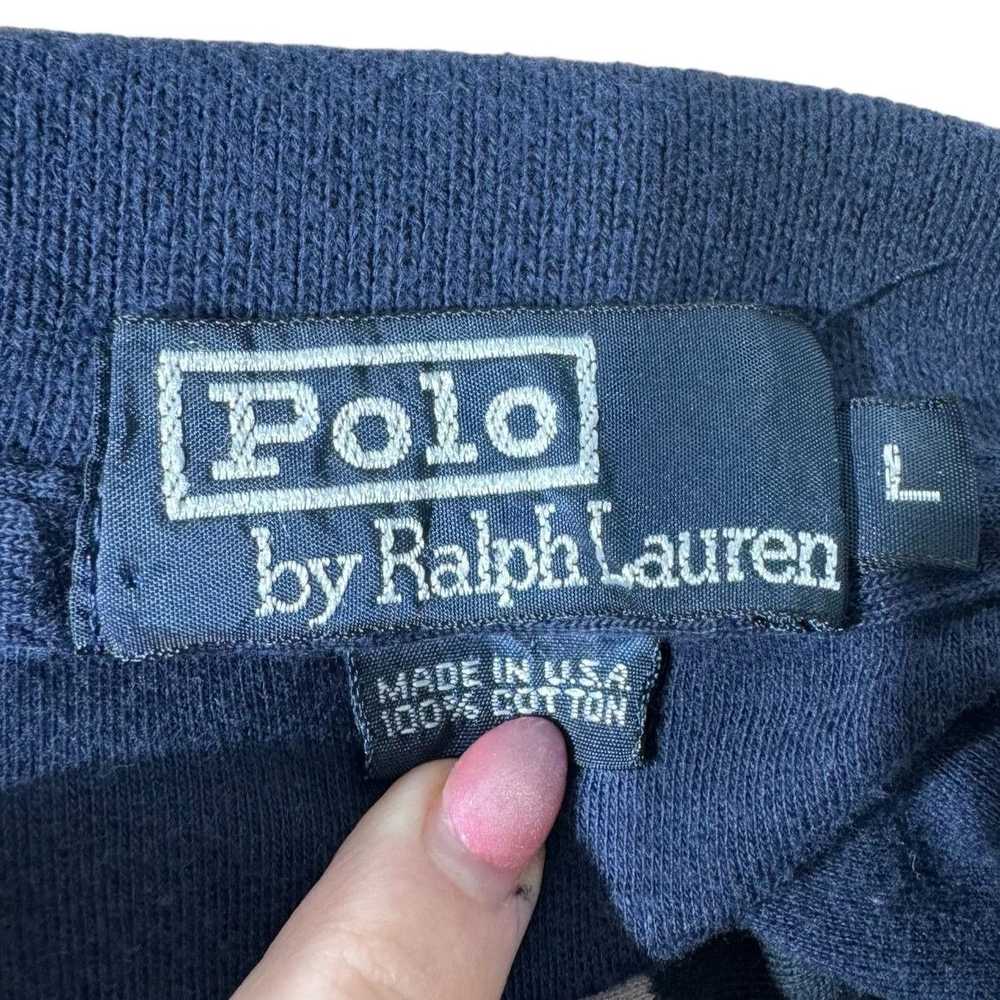 Polo
by Ralph Lauren
L
MADE IN U.S.A
100% COTTON